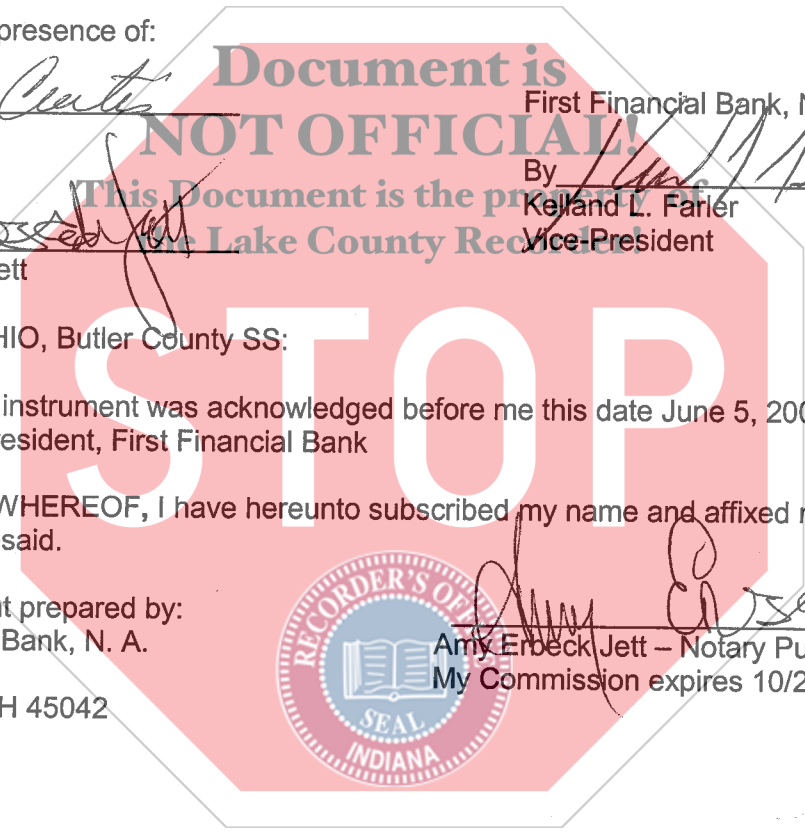 presence of:
Document is
NOT OFFICIAL!
This Document is the property of
the Lake County Recorder!
STOP
Curtis
First Financial Bank, N
By
Kelland L. Farler
Vice-President
ett
HIO, Butler County SS:
instrument was acknowledged before me this date June 5, 200
esident, First Financial Bank
WHEREOF, I have hereunto subscribed my name and affixed
said.
t prepared by:
Bank, N. A.
H 45042
Amy Erbeck Jett – Notary Pu
My Commission expires 10/2
RECORDER'S OFFICE
SEAL
INDIANA